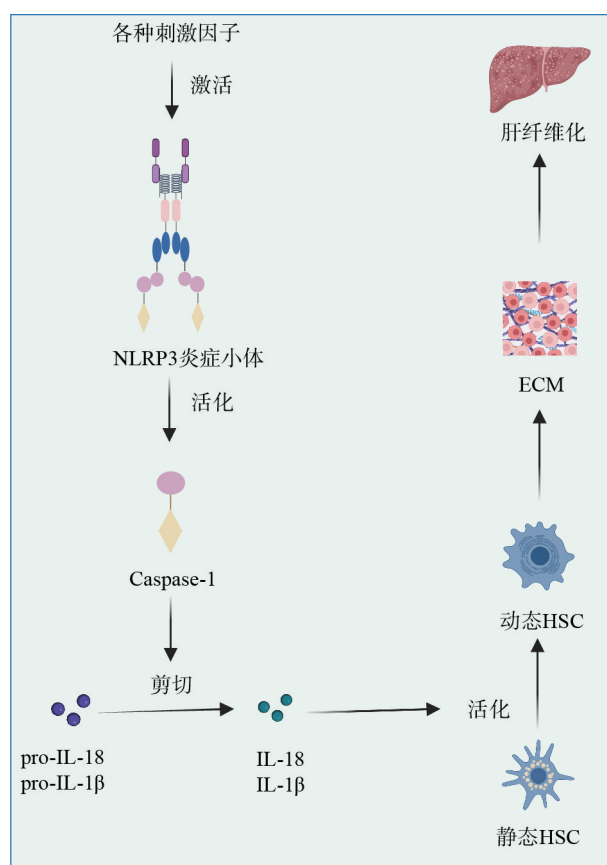 各种刺激因子
激活
NLRP3炎症小体
活化
Caspase-1
剪切
pro-IL-18
pro-IL-1β
IL-18
IL-1β
活化
静态HSC
动态HSC
ECM
肝纤维化